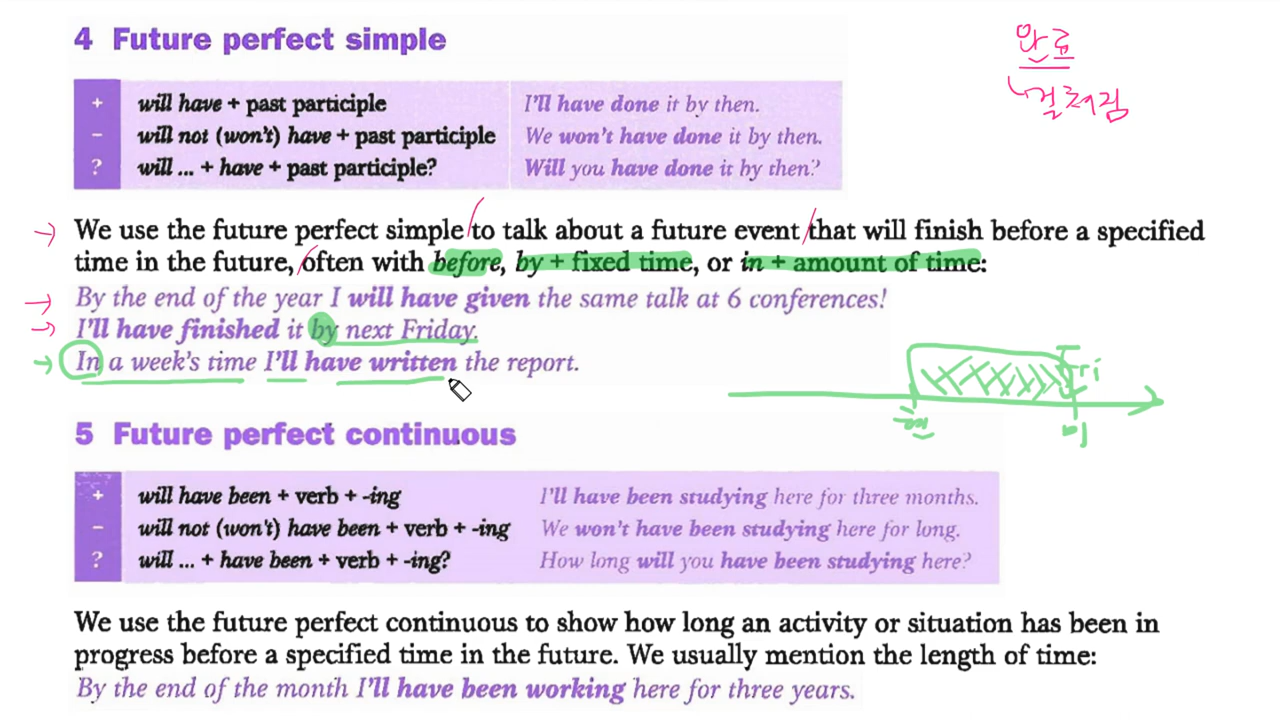 4 Future perfect simple
완료
걸쳐짐
+ will have + past participle I'll have done it by then.
− will not (won't) have + past participle We won't have done it by then.
? will ... + have + past participle? Will you have done it by then?
We use the future perfect simple to talk about a future event that will finish before a specified
time in the future, often with before, by + fixed time, or in + amount of time:
By the end of the year I will have given the same talk at 6 conferences!
I'll have finished it by next Friday.
In a week's time I'll have written the report.
Fri
5 Future perfect continuous
+ will have been + verb + -ing I'll have been studying here for three months.
− will not (won't) have been + verb + -ing We won't have been studying here for long.
? will ... + have been + verb + -ing? How long will you have been studying here?
We use the future perfect continuous to show how long an activity or situation has been in
progress before a specified time in the future. We usually mention the length of time:
By the end of the month I'll have been working here for three years.